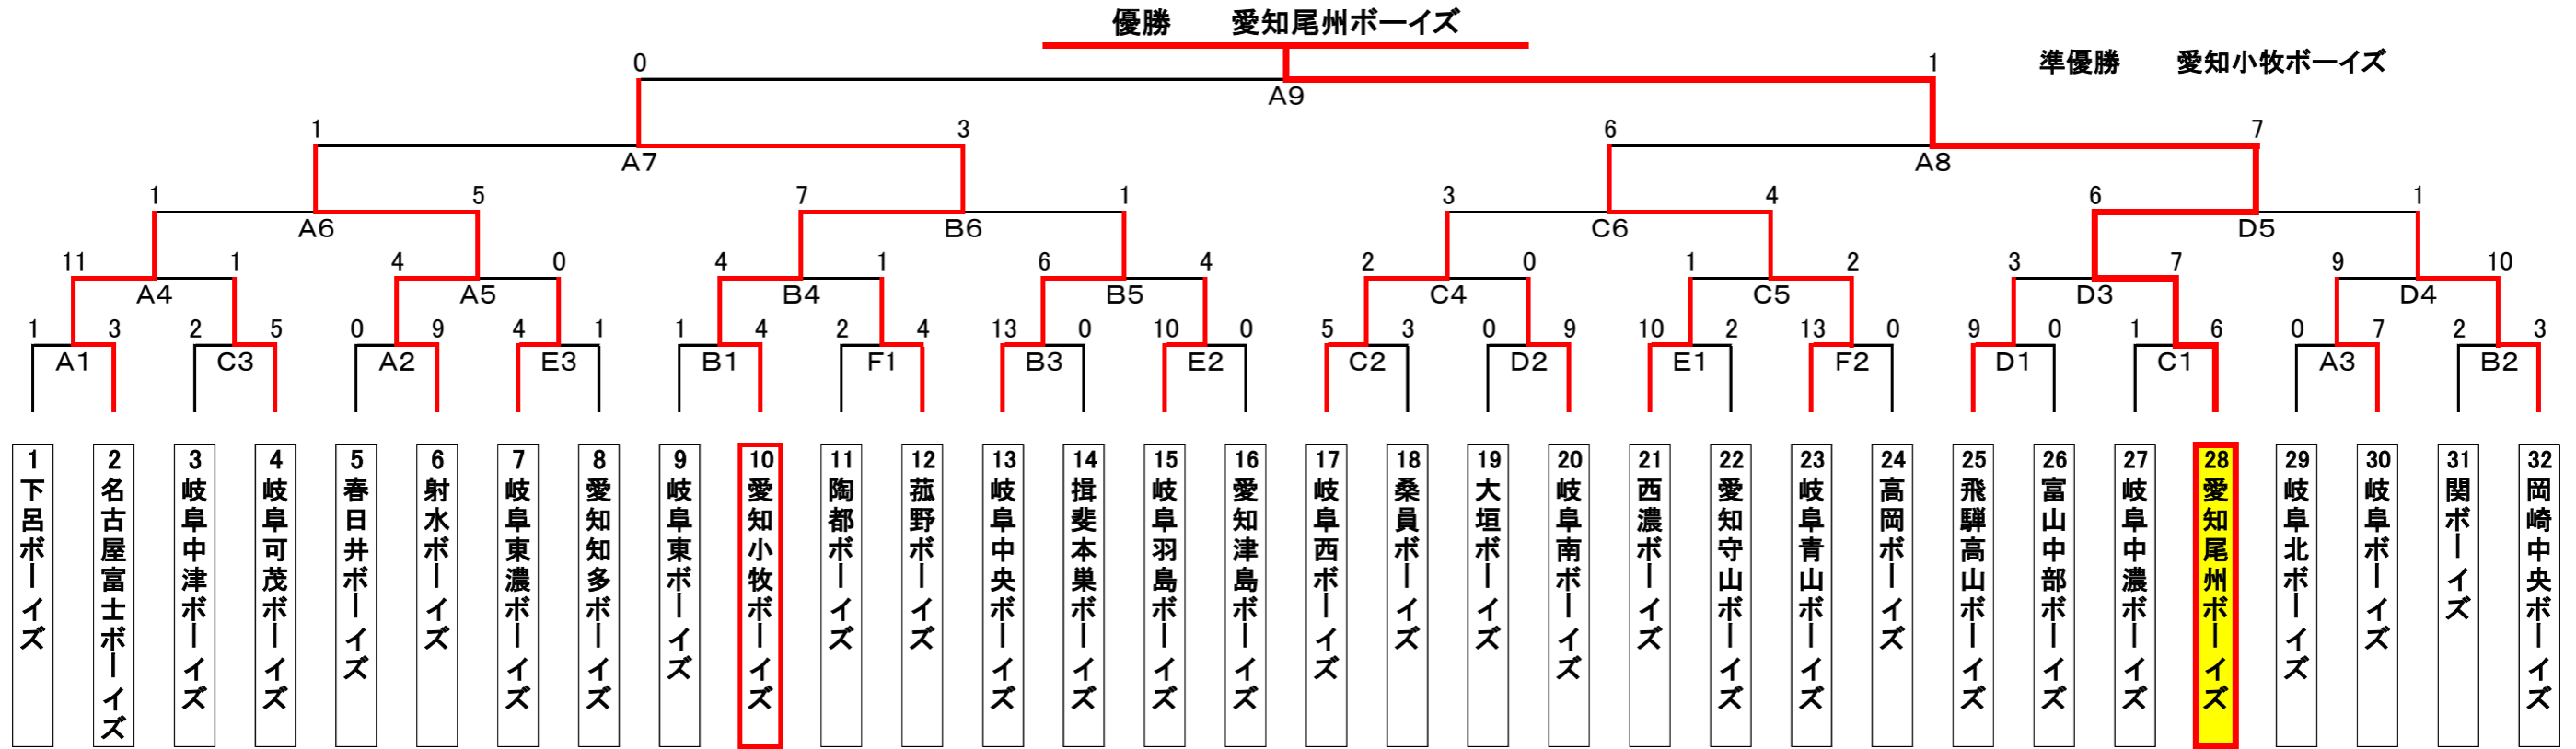 優勝　愛知尾州ボーイズ
0 1 準優勝　愛知小牧ボーイズ
A9
1 3 6 7
A7 A8
1 5 7 1 3 4 6 1
A6 B6 C6 D5
11 1 4 0 4 1 6 4 2 0 1 2 3 7 9 10
A4 A5 B4 B5 C4 C5 D3 D4
1 3 2 5 0 9 4 1 1 4 2 4 13 0 10 0 5 3 0 9 10 2 13 0 9 0 1 6 0 7 2 3
A1 C3 A2 E3 B1 F1 B3 E2 C2 D2 E1 F2 D1 C1 A3 B2
1 下呂ボーイズ
2 名古屋富士ボーイズ
3 岐阜中津ボーイズ
4 岐阜可茂ボーイズ
5 春日井ボーイズ
6 射水ボーイズ
7 岐阜東濃ボーイズ
8 愛知知多ボーイズ
9 岐阜東ボーイズ
10 愛知小牧ボーイズ
11 陶都ボーイズ
12 菰野ボーイズ
13 岐阜中央ボーイズ
14 揖斐本巣ボーイズ
15 岐阜羽島ボーイズ
16 愛知津島ボーイズ
17 岐阜西ボーイズ
18 桑員ボーイズ
19 大垣ボーイズ
20 岐阜南ボーイズ
21 西濃ボーイズ
22 愛知守山ボーイズ
23 岐阜青山ボーイズ
24 高岡ボーイズ
25 飛騨高山ボーイズ
26 富山中部ボーイズ
27 岐阜中濃ボーイズ
28 愛知尾州ボーイズ
29 岐阜北ボーイズ
30 岐阜ボーイズ
31 関ボーイズ
32 岡崎中央ボーイズ